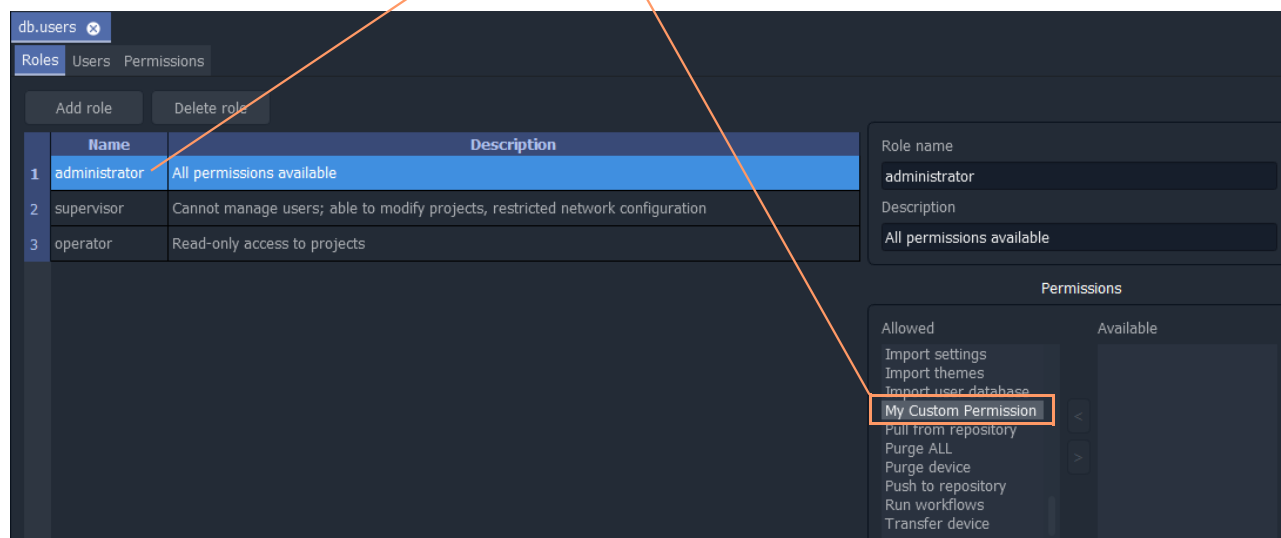 db.users
Roles Users Permissions
Add role Delete role
Name Description
1 administrator All permissions available
2 supervisor Cannot manage users; able to modify projects, restricted network configuration
3 operator Read-only access to projects
Role name
administrator
Description
All permissions available
Permissions
Allowed Available
Import settings
Import themes
Import user database
My Custom Permission
Pull from repository
Purge ALL
Purge device
Push to repository
Run workflows
Transfer device
<
>